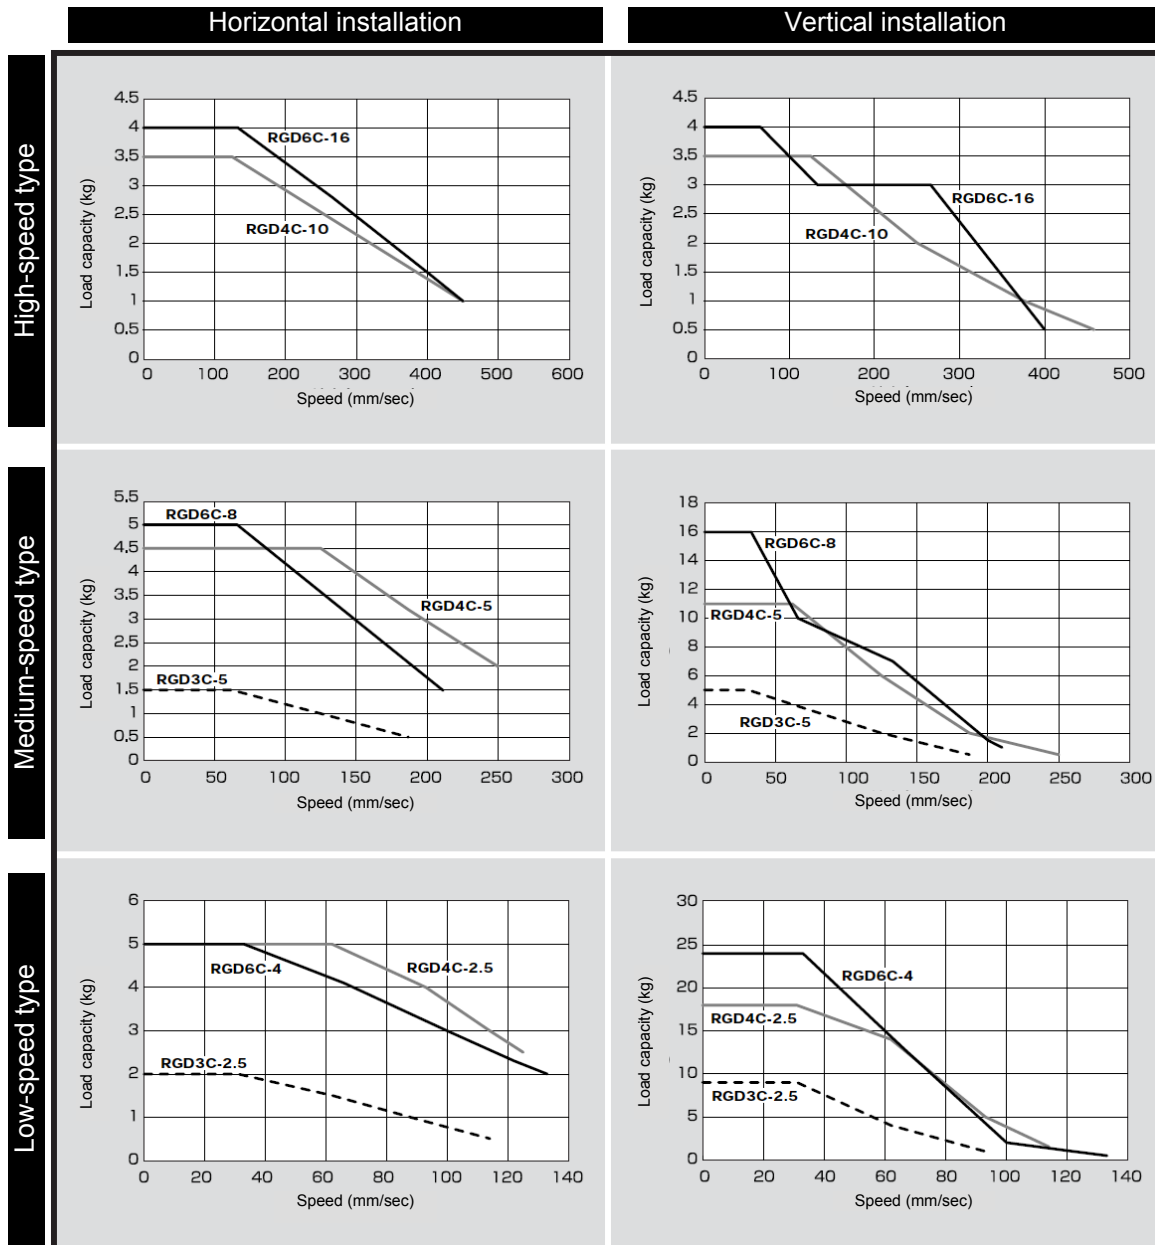 Horizontal installation
Vertical installation
High-speed type
Load capacity (kg)
4.5
4
3.5
3
2.5
2
1.5
1
0.5
0
RGD6C-16
RGD4C-10
0 100 200 300 400 500 600
Speed (mm/sec)
Load capacity (kg)
4.5
4
3.5
3
2.5
2
1.5
1
0.5
0
RGD6C-16
RGD4C-10
0 100 200 300 400 500
Speed (mm/sec)
Medium-speed type
Load capacity (kg)
5.5
5
4.5
4
3.5
3
2.5
2
1.5
1
0.5
0
RGD6C-8
RGD4C-5
RGD3C-5
0 50 100 150 200 250 300
Speed (mm/sec)
Load capacity (kg)
18
16
14
12
10
8
6
4
2
0
RGD6C-8
RGD4C-5
RGD3C-5
0 50 100 150 200 250 300
Speed (mm/sec)
Low-speed type
Load capacity (kg)
6
5
4
3
2
1
0
RGD6C-4
RGD4C-2.5
RGD3C-2.5
0 20 40 60 80 100 120 140
Speed (mm/sec)
Load capacity (kg)
30
25
20
15
10
5
0
RGD6C-4
RGD4C-2.5
RGD3C-2.5
0 20 40 60 80 100 120 140
Speed (mm/sec)